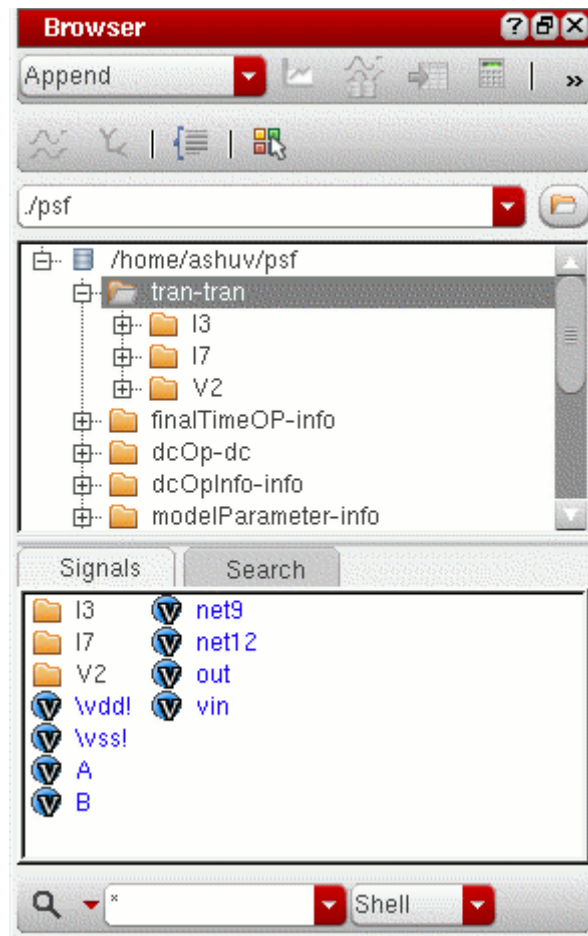 Browser
Append
»
./psf
/home/ashuv/psf
tran-tran
I3
I7
V2
finalTimeOP-info
dcOp-dc
dcOpInfo-info
modelParameter-info
Signals Search
I3 net9
I7 net12
V2 out
\vdd! vin
\vss!
A
B
* Shell